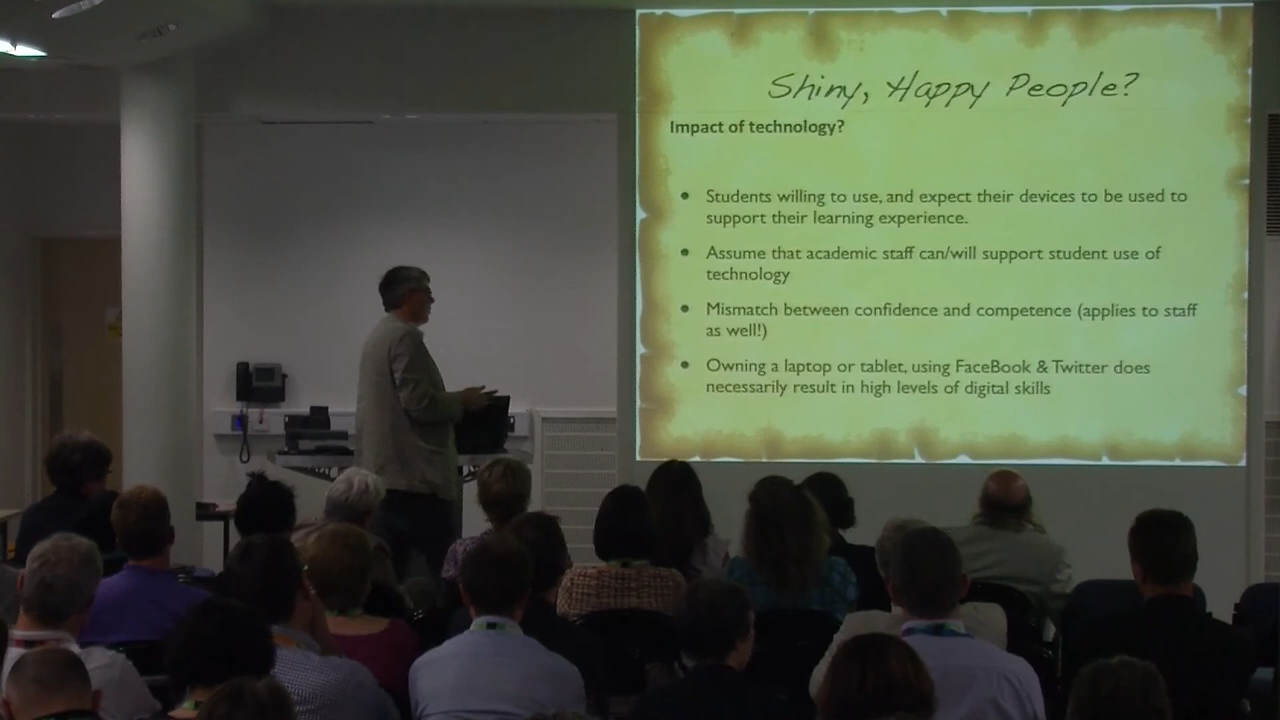 Shiny, Happy People?
Impact of technology?
• Students willing to use, and expect their devices to be used to
support their learning experience.
• Assume that academic staff can/will support student use of
technology
• Mismatch between confidence and competence (applies to staff
as well!)
• Owning a laptop or tablet, using FaceBook & Twitter does
necessarily result in high levels of digital skills